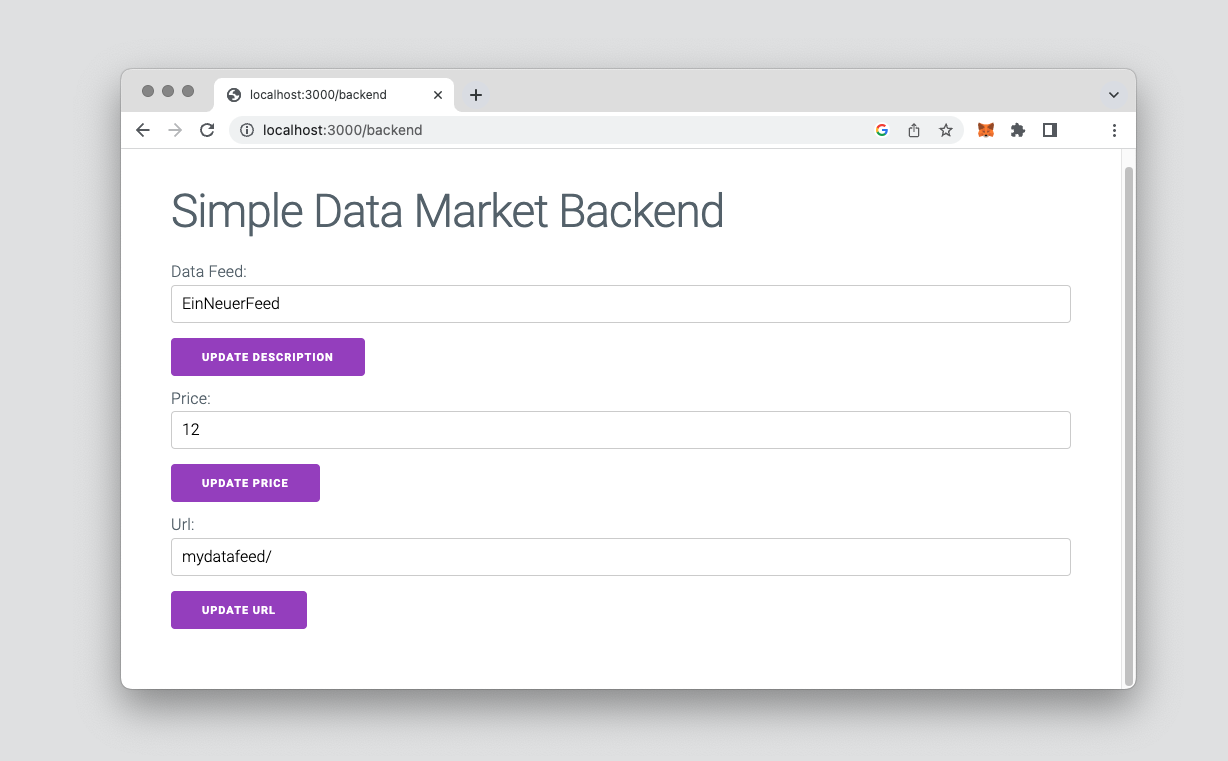 localhost:3000/backend
localhost:3000/backend
Simple Data Market Backend
Data Feed:
EinNeuerFeed
UPDATE DESCRIPTION
Price:
12
UPDATE PRICE
Url:
mydatafeed/
UPDATE URL